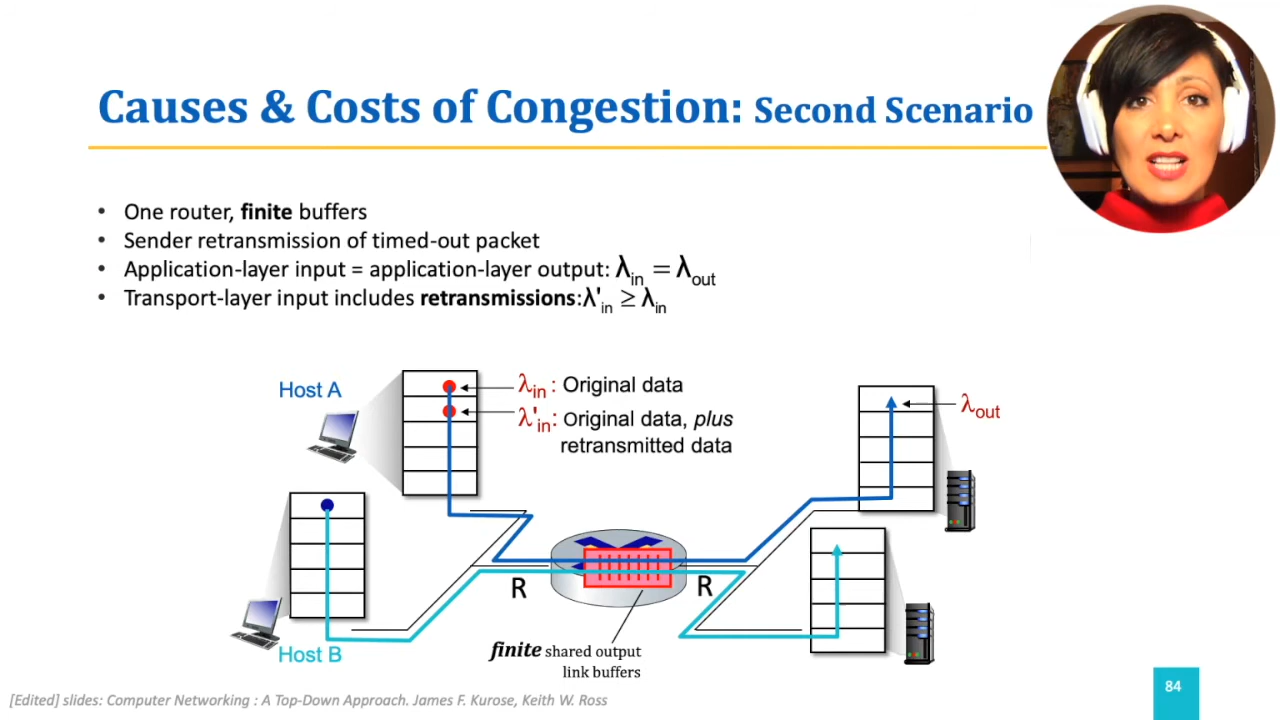 Causes & Costs of Congestion: Second Scenario
• One router, finite buffers
• Sender retransmission of timed-out packet
• Application-layer input = application-layer output: λin = λout
• Transport-layer input includes retransmissions:λ'in ≥ λin
Host A
λin : Original data
λ'in: Original data, plus
retransmitted data
λout
R
R
finite shared output
link buffers
Host B
84
[Edited] slides: Computer Networking : A Top-Down Approach. James F. Kurose, Keith W. Ross